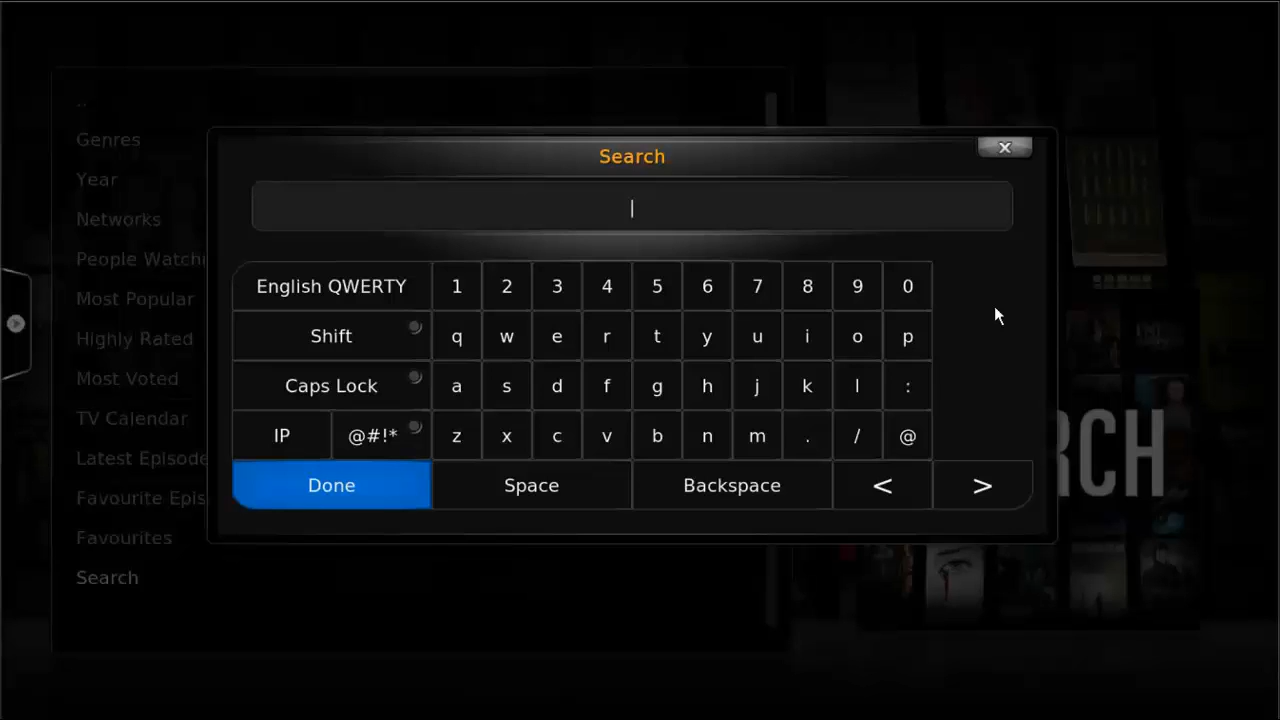 ..
Genres
Year
Networks
People Watch
Most Popular
Highly Rated
Most Voted
TV Calendar
Latest Episode
Favourite Epis
Favourites
Search
Search
x
English QWERTY 1 2 3 4 5 6 7 8 9 0
Shift q w e r t y u i o p
Caps Lock a s d f g h j k l :
IP @#!* z x c v b n m . / @
Done Space Backspace < >
RCH